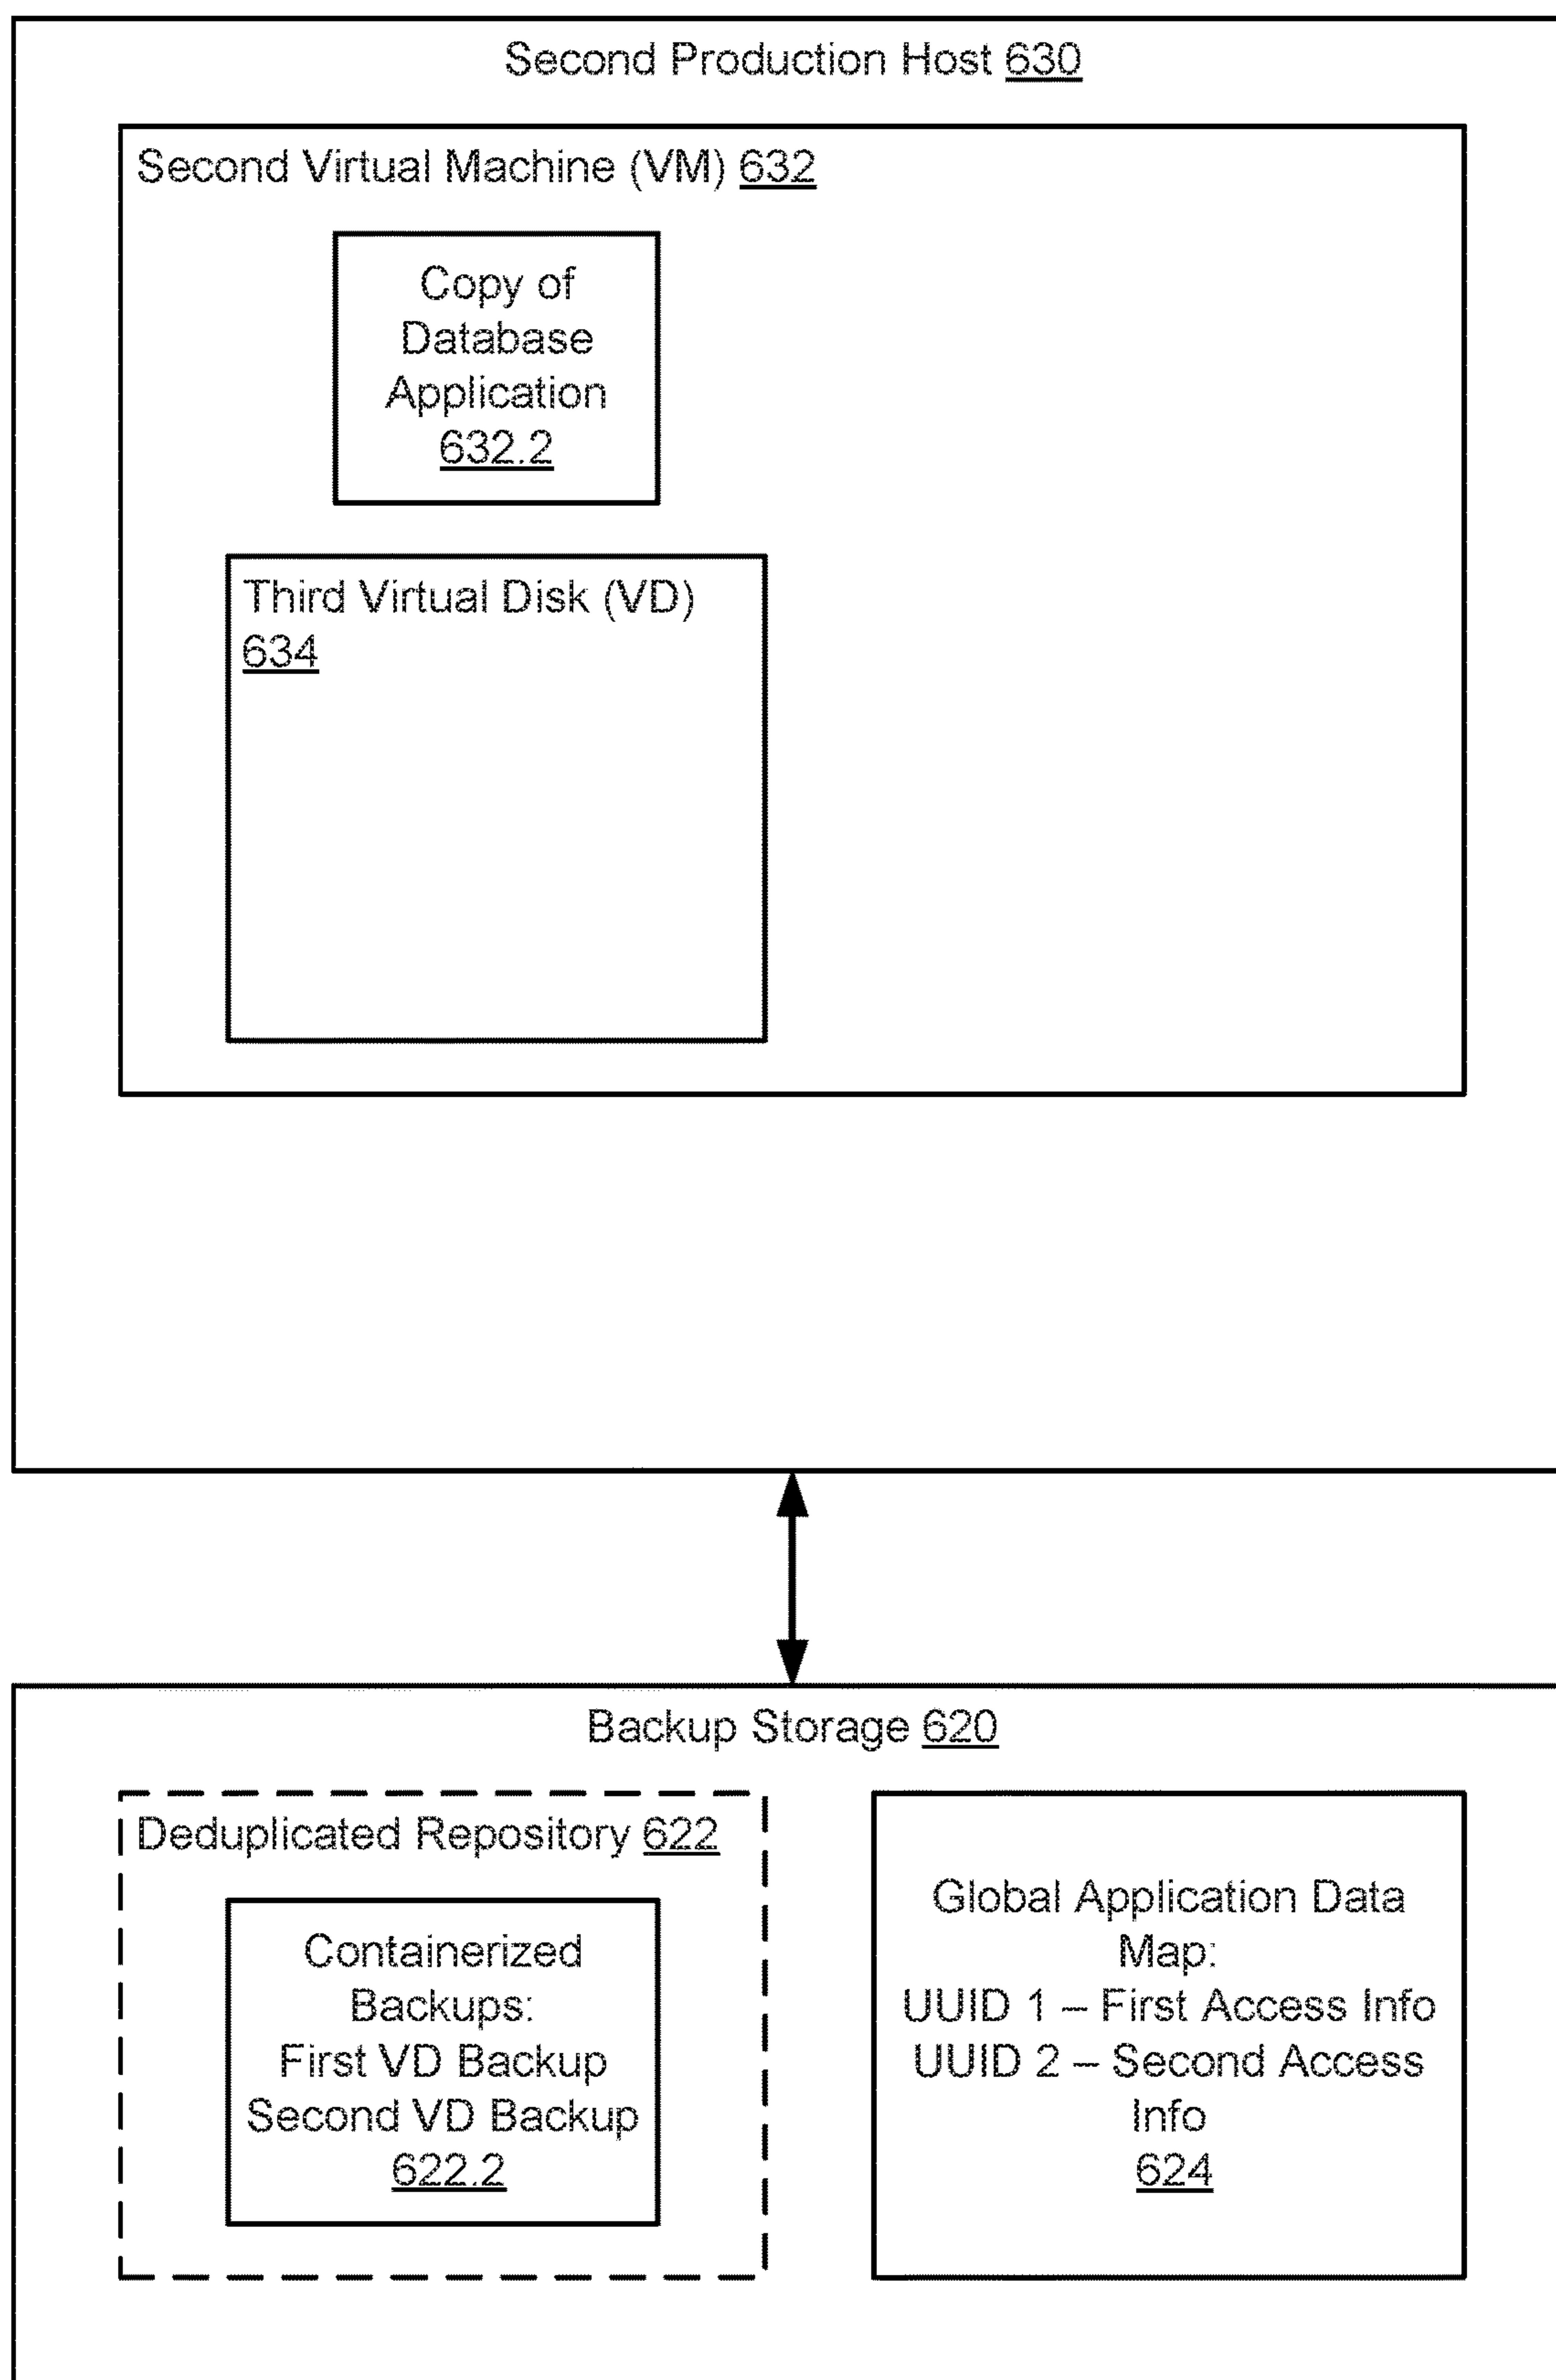 Second Production Host 630
Second Virtual Machine (VM) 632
Copy of
Database
Application
632.2
Third Virtual Disk (VD)
634
Backup Storage 620
Deduplicated Repository 622
Containerized
Backups:
First VD Backup
Second VD Backup
622.2
Global Application Data
Map:
UUID 1 – First Access Info
UUID 2 – Second Access
Info
624